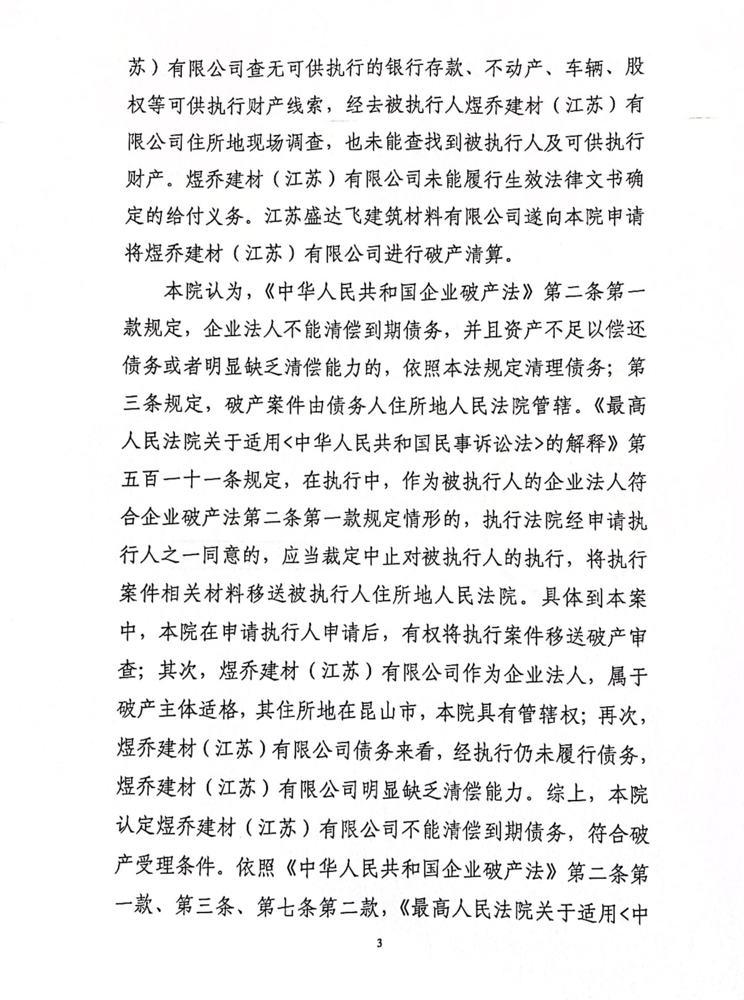 苏）有限公司查无可供执行的银行存款、不动产、车辆、股
权等可供执行财产线索，经去被执行人煜乔建材（江苏）有
限公司住所地现场调查，也未能查找到被执行人及可供执行
财产。煜乔建材（江苏）有限公司未能履行生效法律文书确
定的给付义务。江苏盛达飞建筑材料有限公司遂向本院申请
将煜乔建材（江苏）有限公司进行破产清算。
本院认为，《中华人民共和国企业破产法》第二条第一
款规定，企业法人不能清偿到期债务，并且资产不足以偿还
债务或者明显缺乏清偿能力的，依照本法规定清理债务；第
三条规定，破产案件由债务人住所地人民法院管辖。《最高
人民法院关于适用<中华人民共和国民事诉讼法>的解释》第
五百一十一条规定，在执行中，作为被执行人的企业法人符
合企业破产法第二条第一款规定情形的，执行法院经申请执
行人之一同意的，应当裁定中止对被执行人的执行，将执行
案件相关材料移送被执行人住所地人民法院。具体到本案
中，本院在申请执行人申请后，有权将执行案件移送破产审
查；其次，煜乔建材（江苏）有限公司作为企业法人，属于
破产主体适格，其住所地在昆山市，本院具有管辖权；再次，
煜乔建材（江苏）有限公司债务来看，经执行仍未履行债务，
煜乔建材（江苏）有限公司明显缺乏清偿能力。综上，本院
认定煜乔建材（江苏）有限公司不能清偿到期债务，符合破
产受理条件。依照《中华人民共和国企业破产法》第二条第
一款、第三条、第七条第二款，《最高人民法院关于适用<中
3